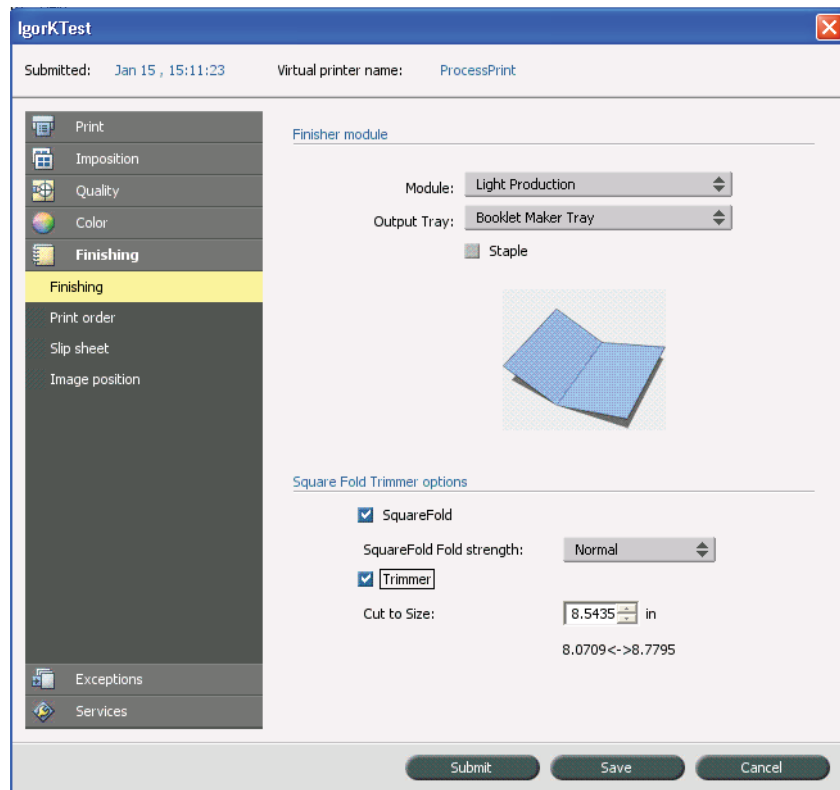 IgorKTest
Submitted: Jan 15 , 15:11:23 Virtual printer name: ProcessPrint
Print
Imposition
Quality
Color
Finishing
Finishing
Print order
Slip sheet
Image position
Exceptions
Services
Finisher module
Module: Light Production
Output Tray: Booklet Maker Tray
Staple
Square Fold Trimmer options
SquareFold
SquareFold Fold strength: Normal
Trimmer
Cut to Size: 8.5435 in
8.0709<->8.7795
Submit Save Cancel